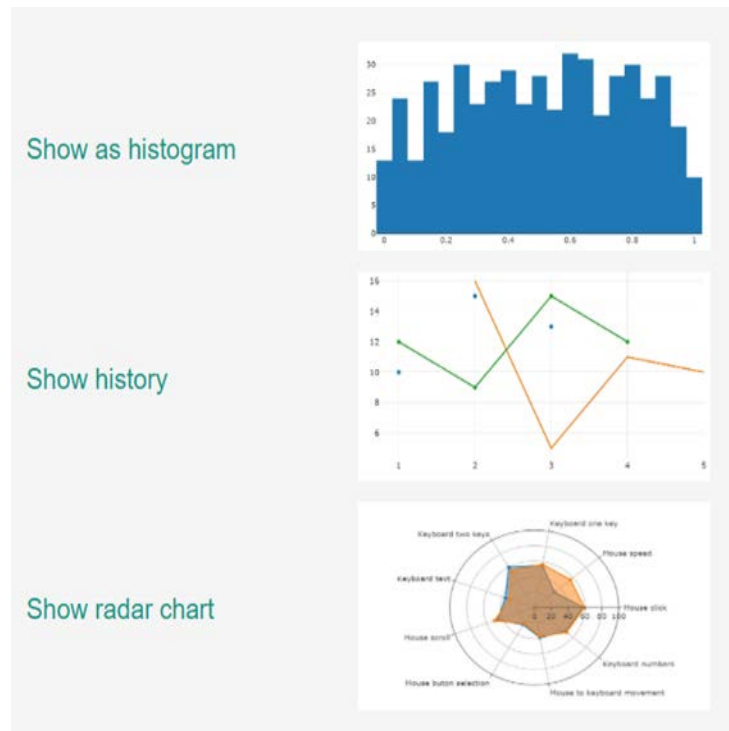 Show as histogram
30
25
20
15
10
5
0
0 0.2 0.4 0.6 0.8 1
Show history
16
14
12
10
8
6
1 2 3 4 5
Show radar chart
Keyboard one key
Keyboard two keys
Mouse speed
Keyboard text
Mouse click
0 20 40 60 80 100
Mouse scroll
Keyboard numbers
Mouse buton selection
Mouse to keyboard movement